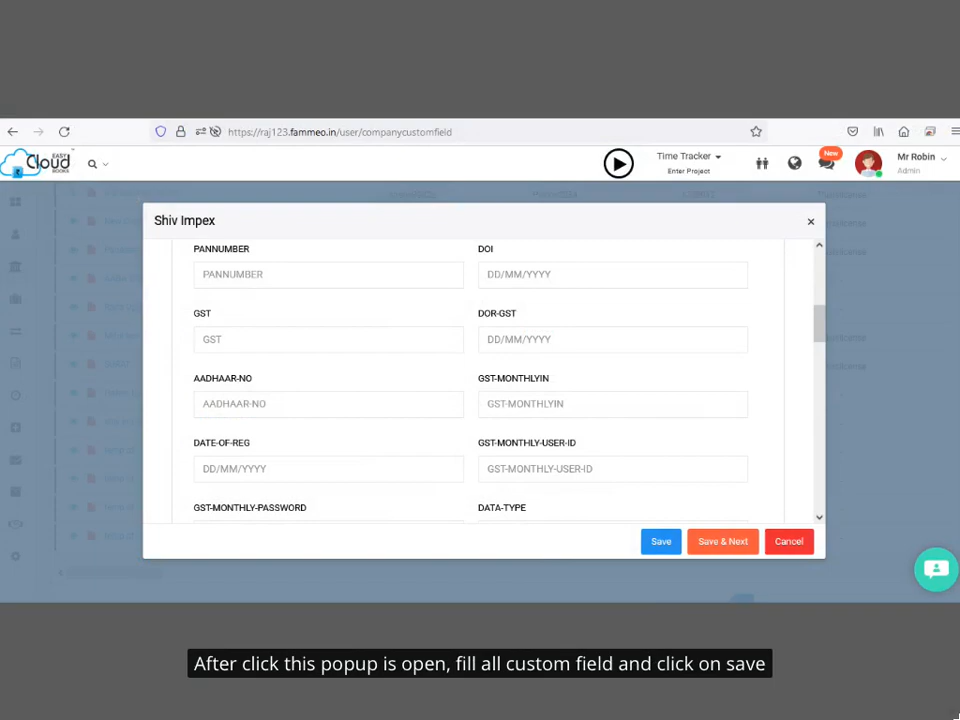 https://raj123.fammeo.in/user/companycustomfield
EASY
Cloud
BOOKS
Time Tracker
Enter Project
New
Mr Robin
Admin
Shiv Impex
×
PANNUMBER
DOI
PANNUMBER
DD/MM/YYYY
GST
DOR-GST
GST
DD/MM/YYYY
AADHAAR-NO
GST-MONTHLYIN
AADHAAR-NO
GST-MONTHLYIN
DATE-OF-REG
GST-MONTHLY-USER-ID
DD/MM/YYYY
GST-MONTHLY-USER-ID
GST-MONTHLY-PASSWORD
DATA-TYPE
Save
Save & Next
Cancel
After click this popup is open, fill all custom field and click on save